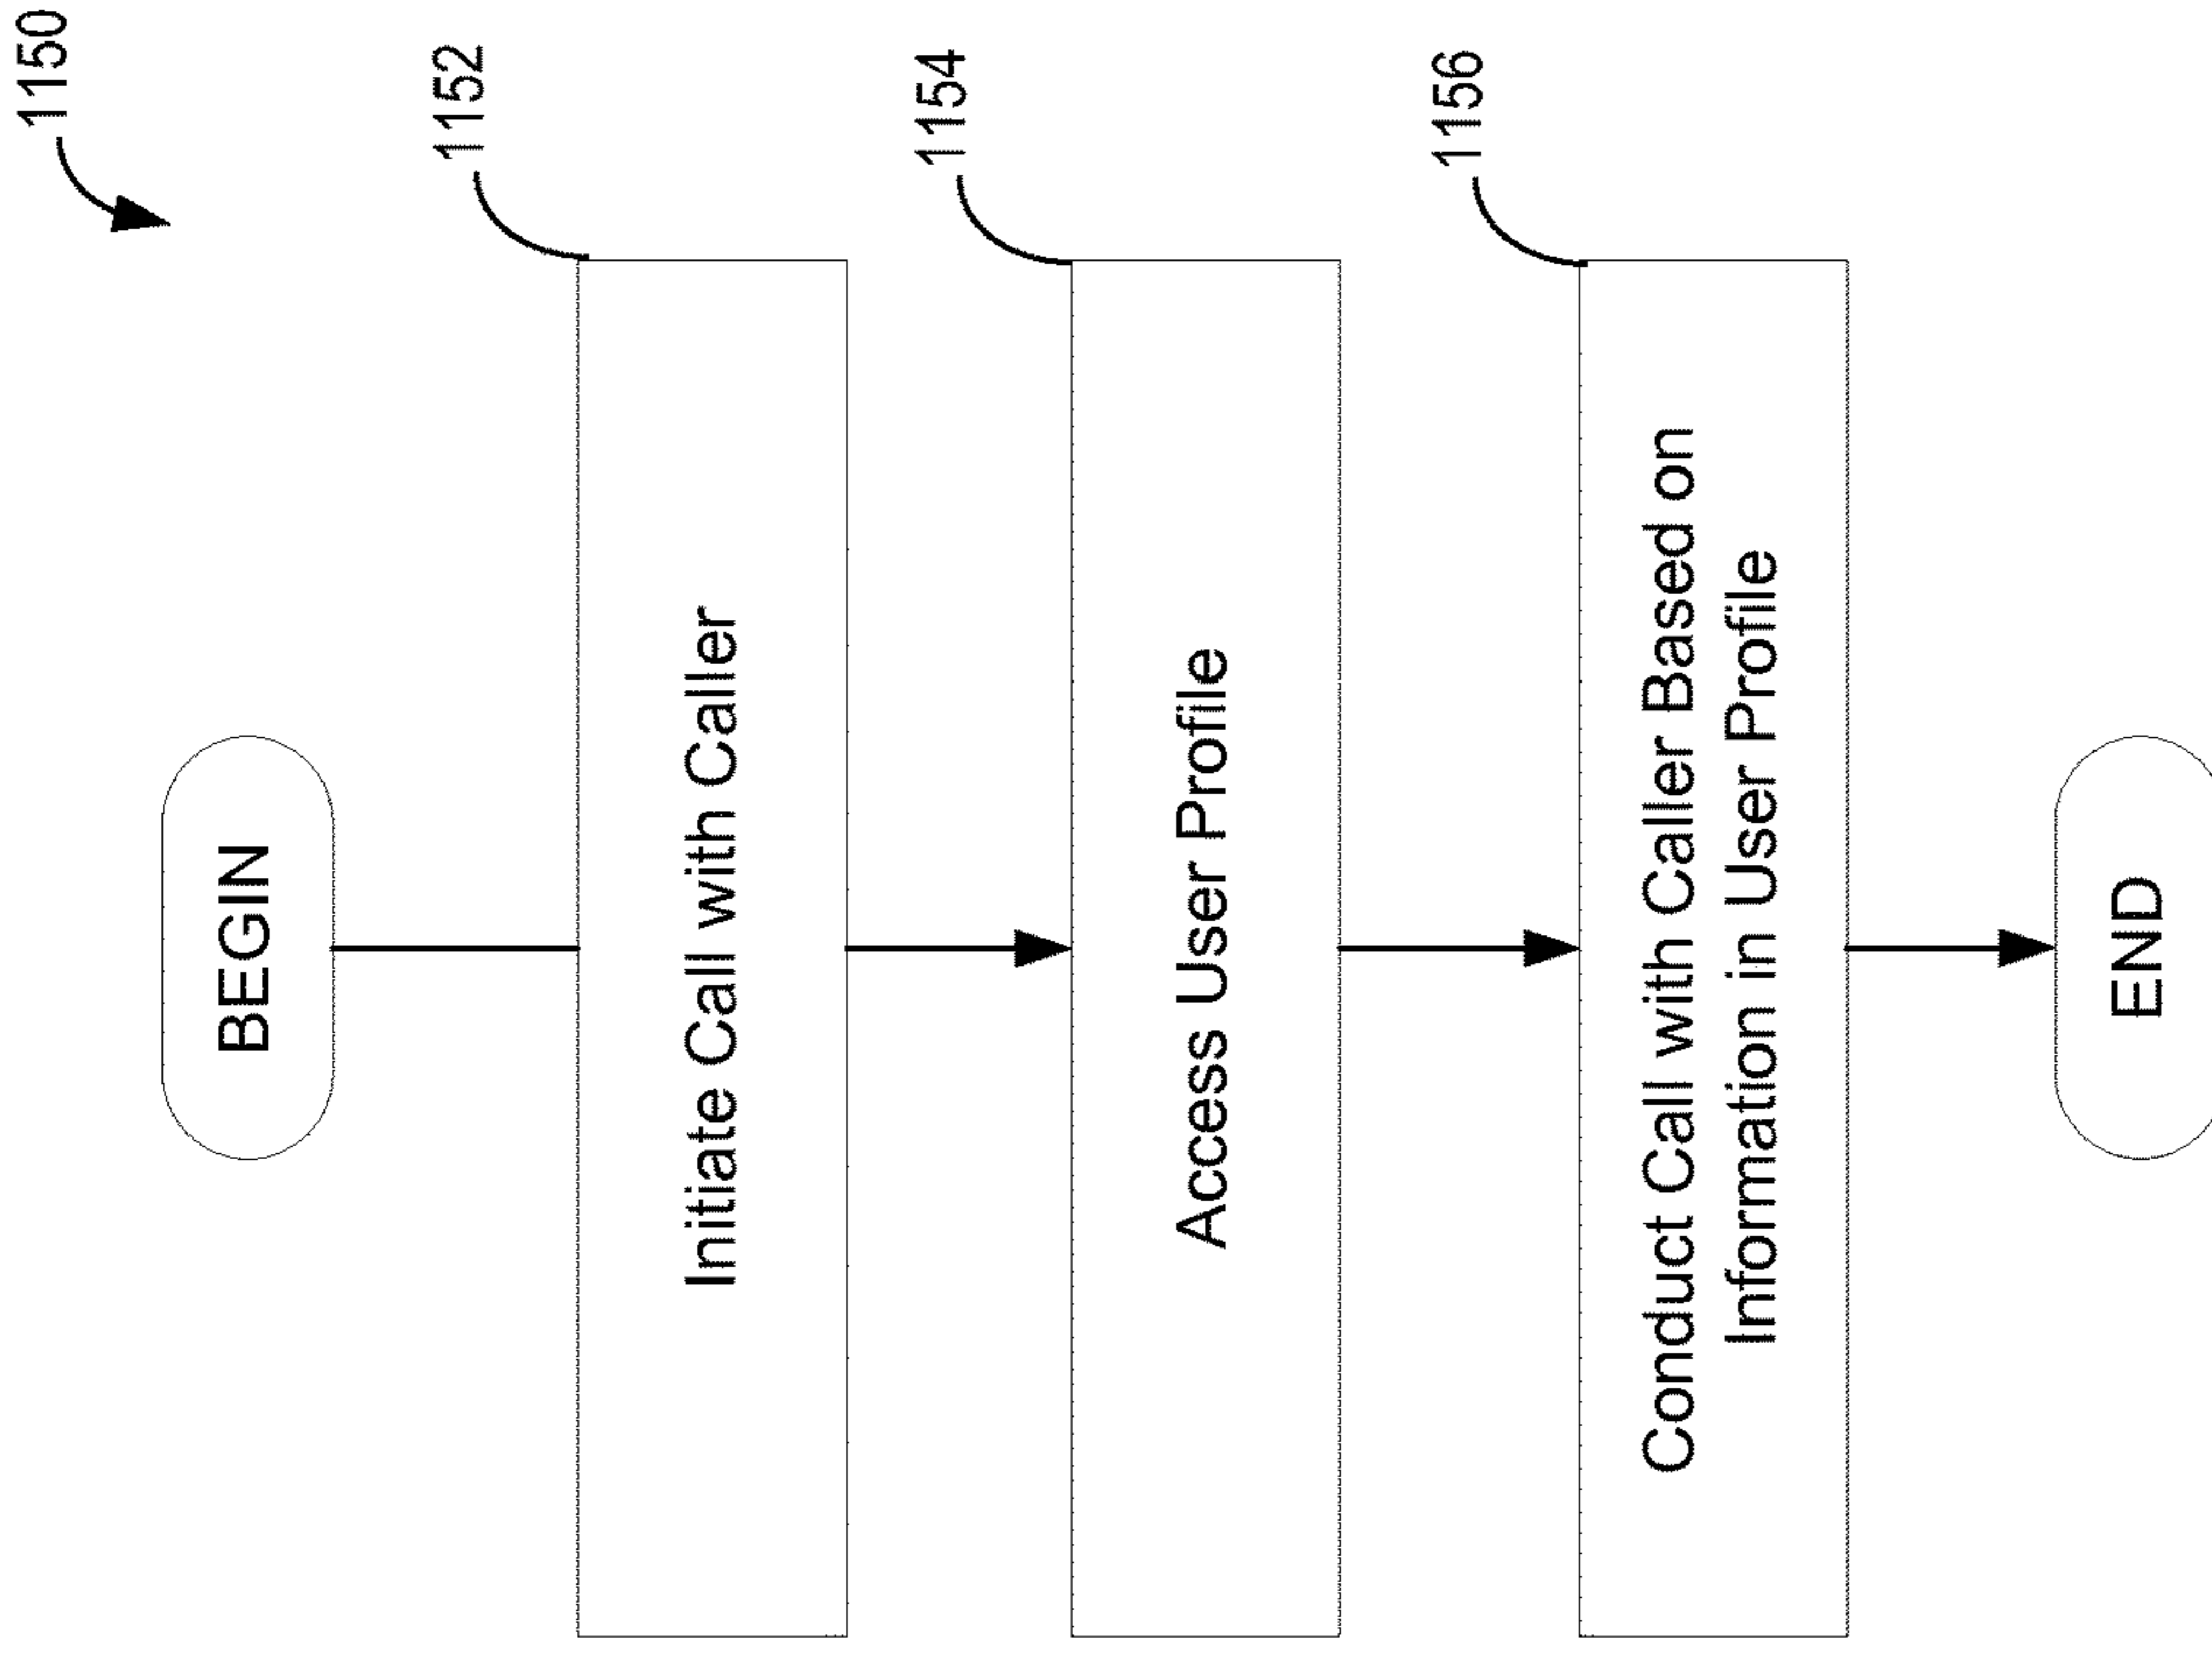 1150
BEGIN
1152
Initiate Call with Caller
1154
Access User Profile
1156
Conduct Call with Caller Based on
Information in User Profile
END